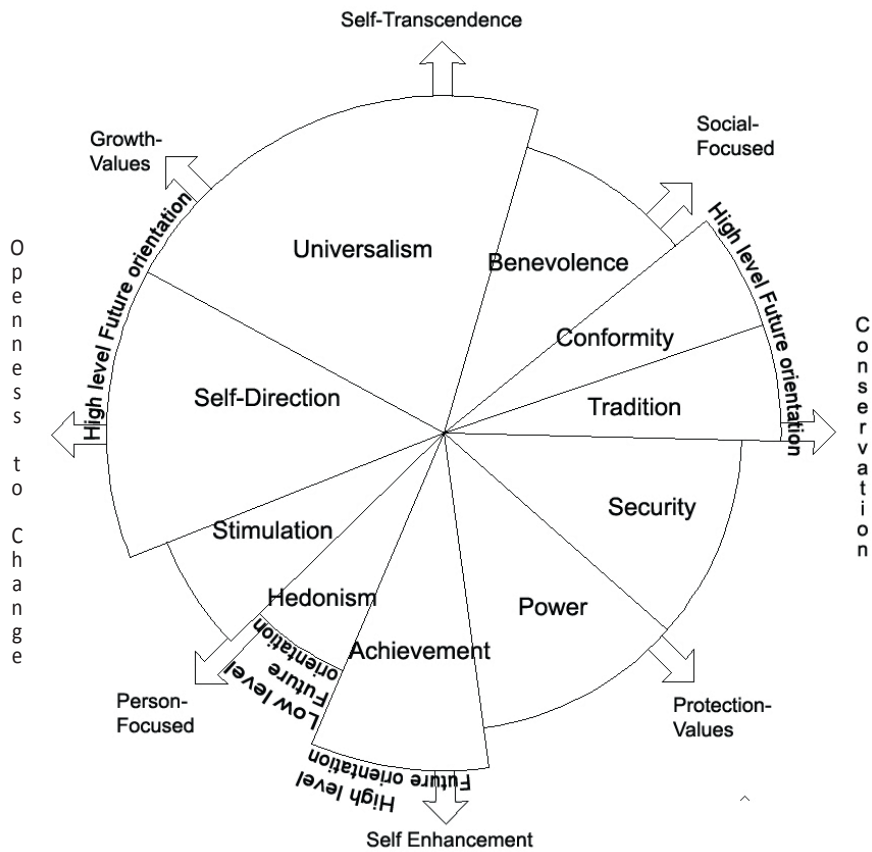 Self-Transcendence
Growth-
Values
Social-
Focused
High level Future orientation
High level Future orientation
Openness to Change
Conservation
Universalism
Benevolence
Conformity
Self-Direction
Tradition
Stimulation
Security
Hedonism
Power
Achievement
Low level
Future
orientation
High level
Future orientation
Person-
Focused
Protection-
Values
Self Enhancement